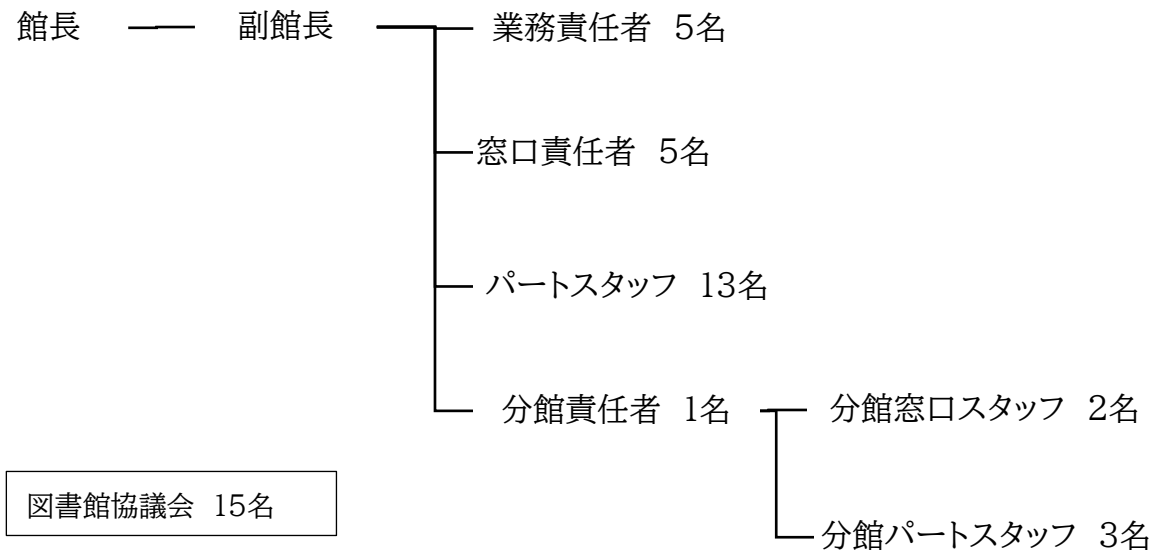 館長 副館長 業務責任者 5名
窓口責任者 5名
パートスタッフ 13名
分館責任者 1名 分館窓口スタッフ 2名
図書館協議会 15名
分館パートスタッフ 3名